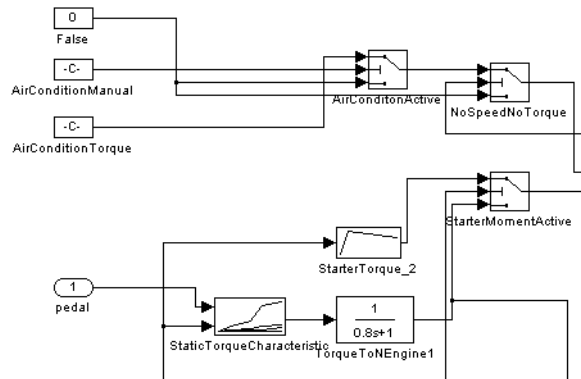 0
False
-C-
AirConditionManual
-C-
AirConditionTorque
AirConditonActive
NoSpeedNoTorque
StarterMomentActive
StarterTorque_2
1
pedal
StaticTorqueCharacteristic
1
0.8s+1
TorqueToNEngine1